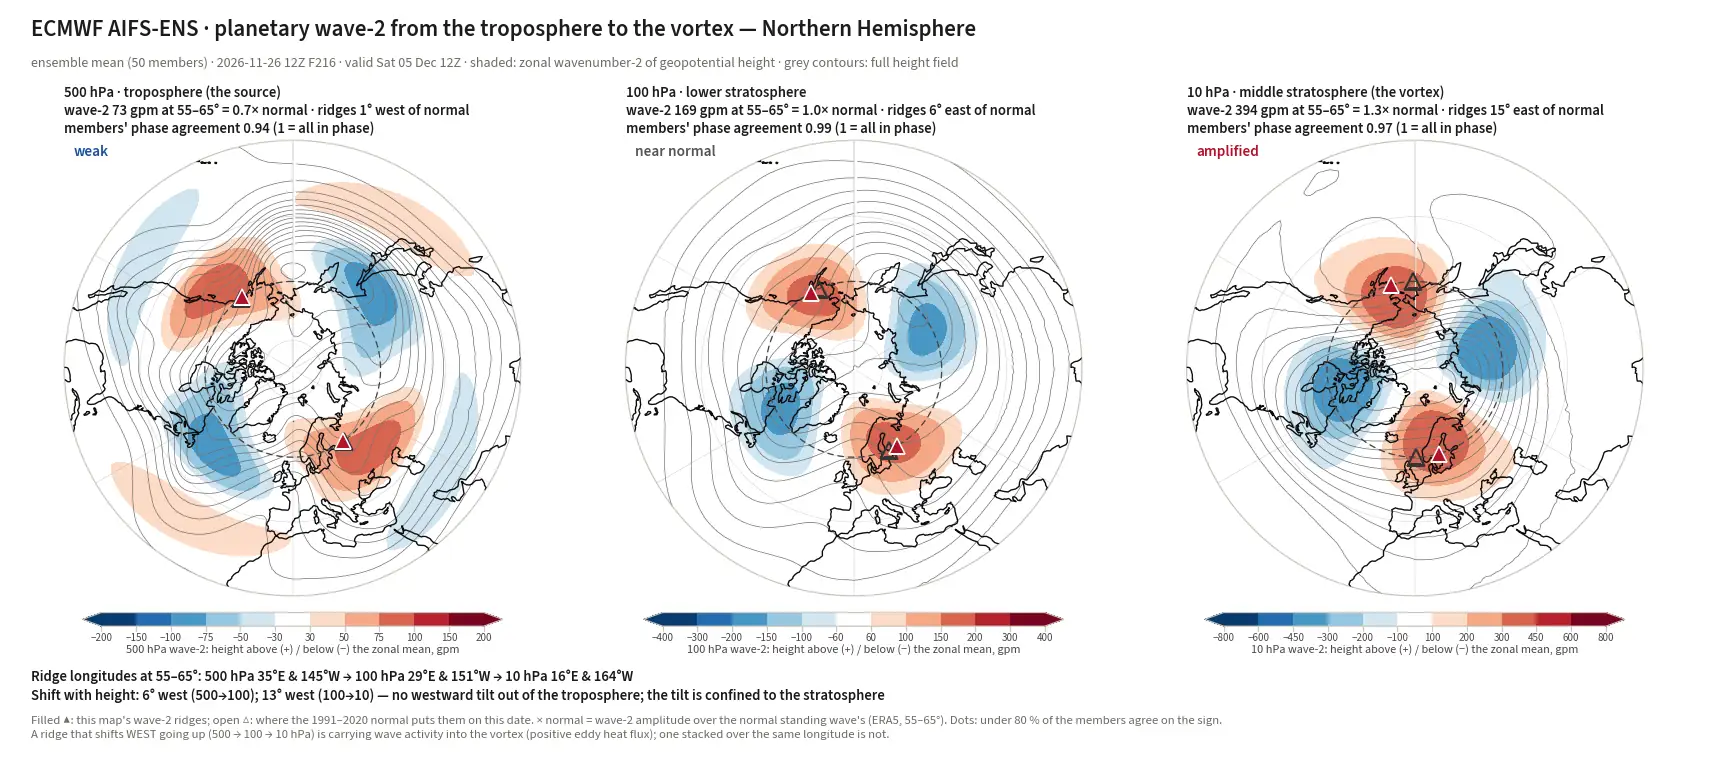 ECMWF AIFS-ENS · planetary wave-2 from the troposphere to the vortex — Northern Hemisphere
ensemble mean (50 members) · 2026-11-26 12Z F216 · valid Sat 05 Dec 12Z · shaded: zonal wavenumber-2 of geopotential height · grey contours: full height field
500 hPa · troposphere (the source)
wave-2 73 gpm at 55–65° = 0.7× normal · ridges 1° west of normal
members' phase agreement 0.94 (1 = all in phase)
weak
100 hPa · lower stratosphere
wave-2 169 gpm at 55–65° = 1.0× normal · ridges 6° east of normal
members' phase agreement 0.99 (1 = all in phase)
near normal
10 hPa · middle stratosphere (the vortex)
wave-2 394 gpm at 55–65° = 1.3× normal · ridges 15° east of normal
members' phase agreement 0.97 (1 = all in phase)
amplified
−200 −150 −100 −75 −50 −30 30 50 75 100 150 200
500 hPa wave-2: height above (+) / below (−) the zonal mean, gpm
−400 −300 −200 −150 −100 −60 60 100 150 200 300 400
100 hPa wave-2: height above (+) / below (−) the zonal mean, gpm
−800 −600 −450 −300 −200 −100 100 200 300 450 600 800
10 hPa wave-2: height above (+) / below (−) the zonal mean, gpm
Ridge longitudes at 55–65°: 500 hPa 35°E & 145°W → 100 hPa 29°E & 151°W → 10 hPa 16°E & 164°W
Shift with height: 6° west (500→100); 13° west (100→10) — no westward tilt out of the troposphere; the tilt is confined to the stratosphere
Filled ▲: this map's wave-2 ridges; open △: where the 1991–2020 normal puts them on this date. × normal = wave-2 amplitude over the normal standing wave's (ERA5, 55–65°). Dots: under 80 % of the members agree on the sign.
A ridge that shifts WEST going up (500 → 100 → 10 hPa) is carrying wave activity into the vortex (positive eddy heat flux); one stacked over the same longitude is not.